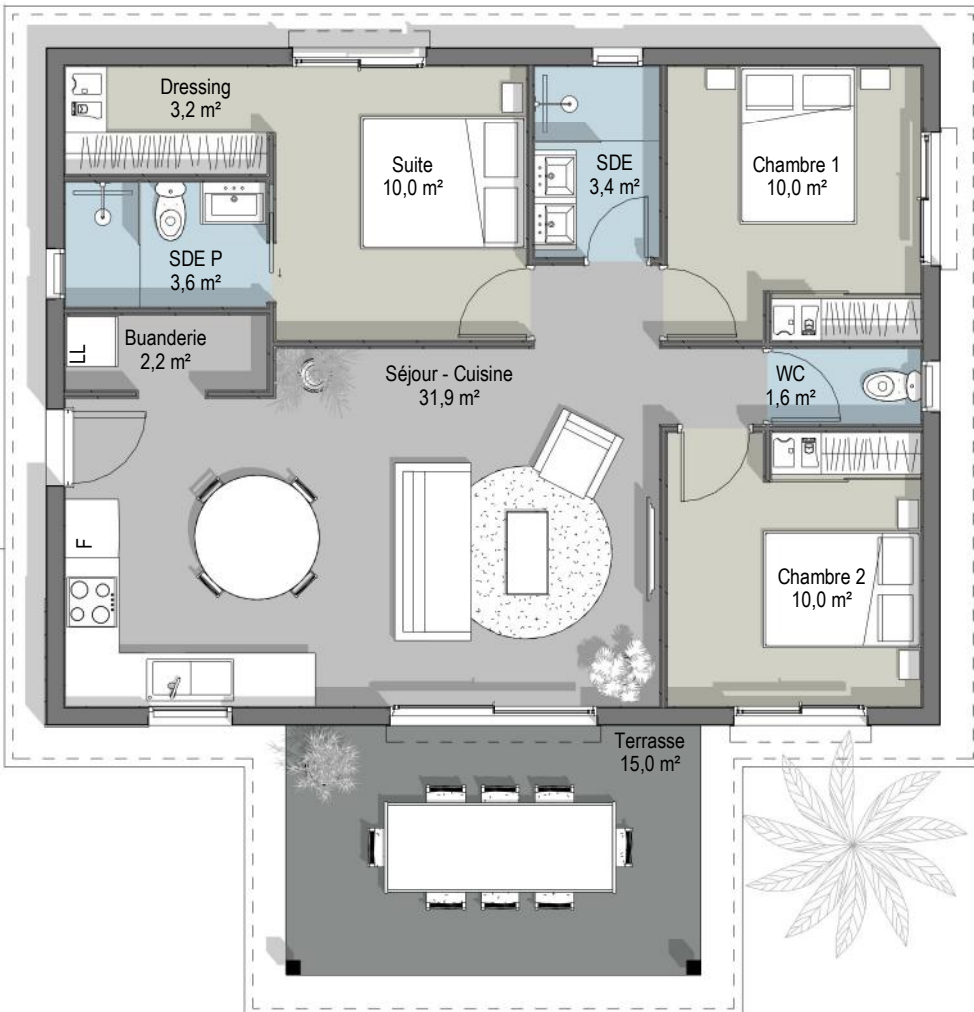 Dressing
3,2 m²
Suite
10,0 m²
SDE
3,4 m²
Chambre 1
10,0 m²
SDE P
3,6 m²
LL
Buanderie
2,2 m²
Séjour - Cuisine
31,9 m²
WC
1,6 m²
F
Chambre 2
10,0 m²
Terrasse
15,0 m²